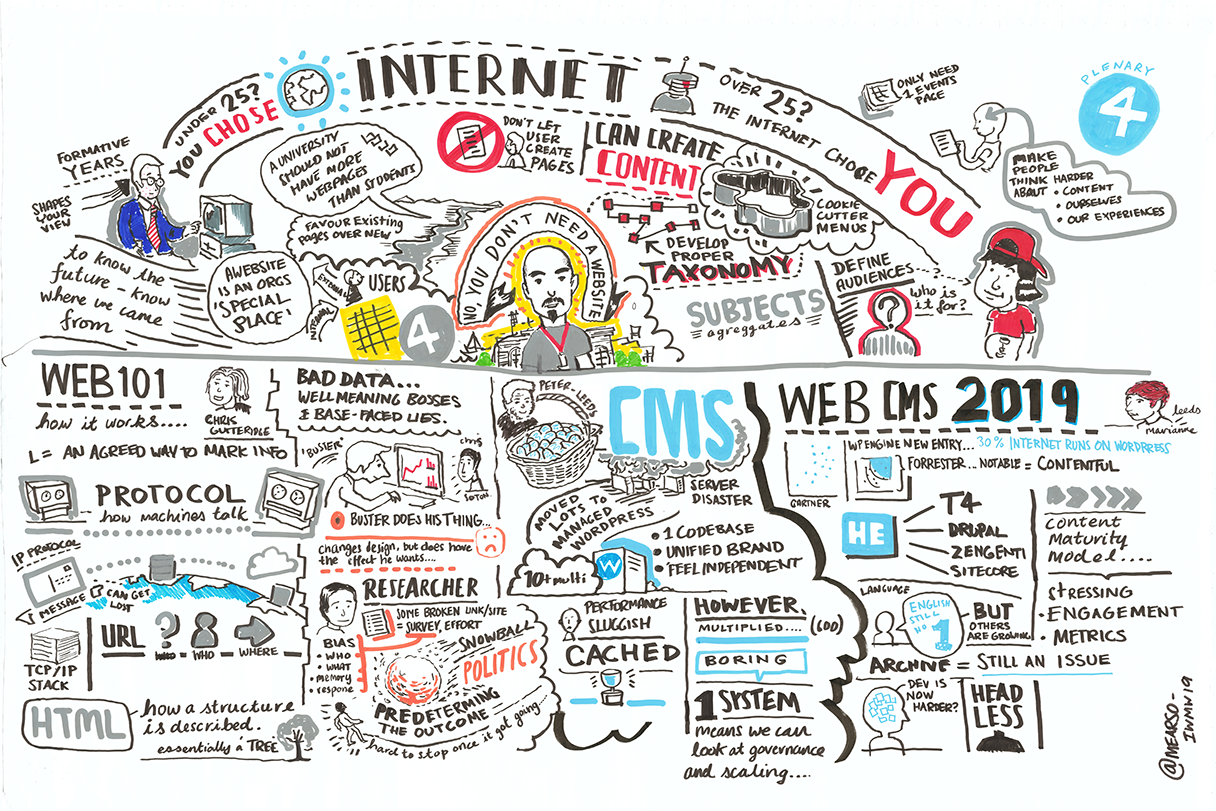 INTERNET
PLENARY
4
UNDER 25?
YOU CHOSE
OVER 25?
THE INTERNET CHOSE
YOU
ONLY NEED
1 EVENTS
PAGE
MAKE
PEOPLE
THINK HARDER
ABOUT • CONTENT
• OURSELVES
• OUR EXPERIENCES
FORMATIVE
YEARS
SHAPES
YOUR
VIEW
to know the
future - know
where we came
from
A UNIVERSITY
SHOULD NOT
HAVE MORE
WEBPAGES
THAN STUDENTS
FAVOUR EXISTING
PAGES OVER NEW
A WEBSITE
IS AN ORGS
'SPECIAL
PLACE'
EXTERNAL
USERS
4
DON'T LET
USER
CREATE
PAGES
NO YOU DON'T NEED A WEBSITE
CAN CREATE
CONTENT
COOKIE
CUTTER
MENUS
DEVELOP
PROPER
TAXONOMY
SUBJECTS
agreggates
DEFINE
AUDIENCES
...?
who is
it for?
?
WEB 101
how it works....
CHRIS
GUTTERIDGE
L = AN AGREED WAY TO MARK INFO
PROTOCOL
how machines talk
IP PROTOCOL
MESSAGE
CAN GET
LOST
TCP/IP
STACK
URL ?
WHO
WHERE
HTML
how a structure
is described.
essentially a TREE
BAD DATA...
WELL MEANING BOSSES
& BASE-FACED LIES.
'BUSTER'
chris
SOTON
BUSTER DOES HIS THING...
changes design, but does have
the effect he wants....
RESEARCHER
SOME BROKEN LINK/SITE
= SURVEY, EFFORT
BIAS
• WHO
• WHAT
• memory
• respone
SNOWBALL
POLITICS
PREDETERMING
THE OUTCOME
hard to stop once it got going...
PETER - LEEDS
CMS
SERVER
DISASTER
MOVED
LOTS TO
MANAGED
WORDPRESS
10+ multi
W
• 1 CODEBASE
• UNIFIED BRAND
• FEEL INDEPENDENT
PERFORMANCE
SLUGGISH
CACHED
HOWEVER,
MULTIPLIED.... (600)
BORING
1 SYSTEM
means we can
look at governance
and scaling....
WEB CMS 2019
leeds
Marianne
GARTNER
WP ENGINE NEW ENTRY... 30% INTERNET RUNS ON WORDPRESS
FORRESTER... NOTABLE = CONTENTFUL
HE
T4
DRUPAL
ZENGENTI
SITECORE
content
maturity
model....
STRESSING
• ENGAGEMENT
• METRICS
LANGUAGE
ENGLISH
STILL
NO 1
BUT
OTHERS
ARE GROWING
ARCHIVE = STILL AN ISSUE
DEV IS
NOW
HARDER?
HEAD
LESS
@MEARSO-
IWMW19